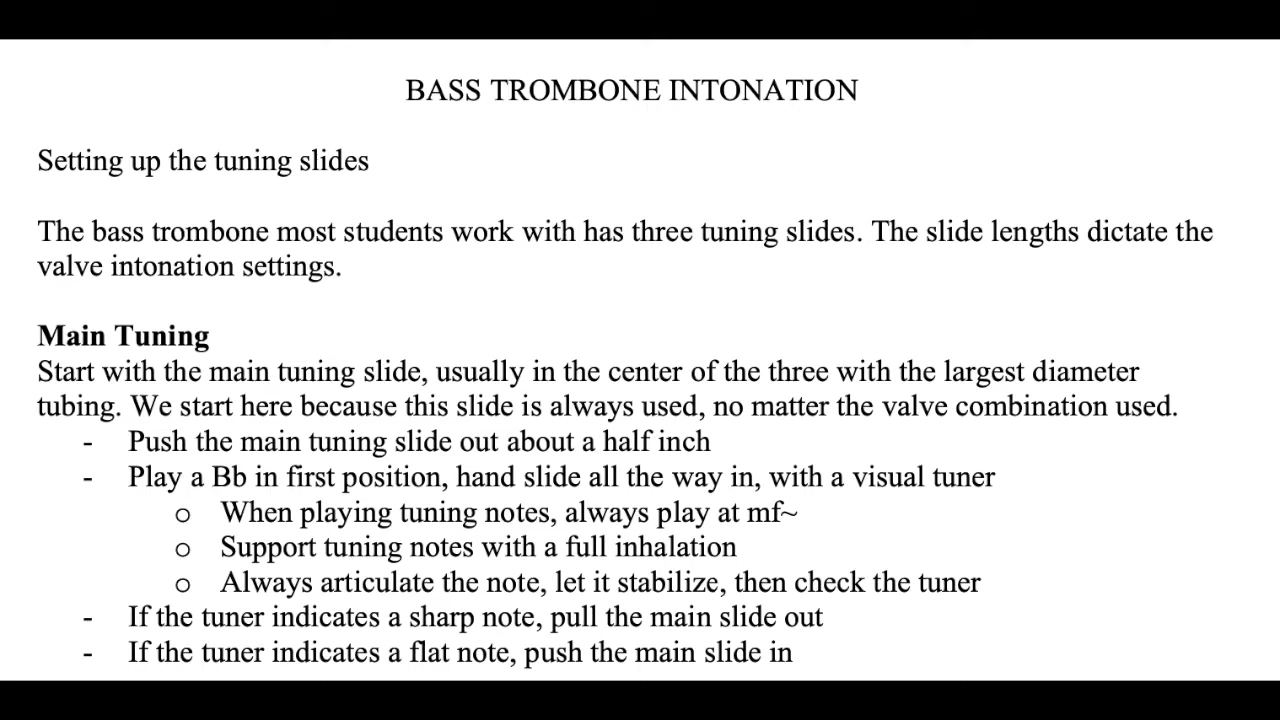 BASS TROMBONE INTONATION
Setting up the tuning slides
The bass trombone most students work with has three tuning slides. The slide lengths dictate the
valve intonation settings.
Main Tuning
Start with the main tuning slide, usually in the center of the three with the largest diameter
tubing. We start here because this slide is always used, no matter the valve combination used.
- Push the main tuning slide out about a half inch
- Play a Bb in first position, hand slide all the way in, with a visual tuner
o When playing tuning notes, always play at mf~
o Support tuning notes with a full inhalation
o Always articulate the note, let it stabilize, then check the tuner
- If the tuner indicates a sharp note, pull the main slide out
- If the tuner indicates a flat note, push the main slide in